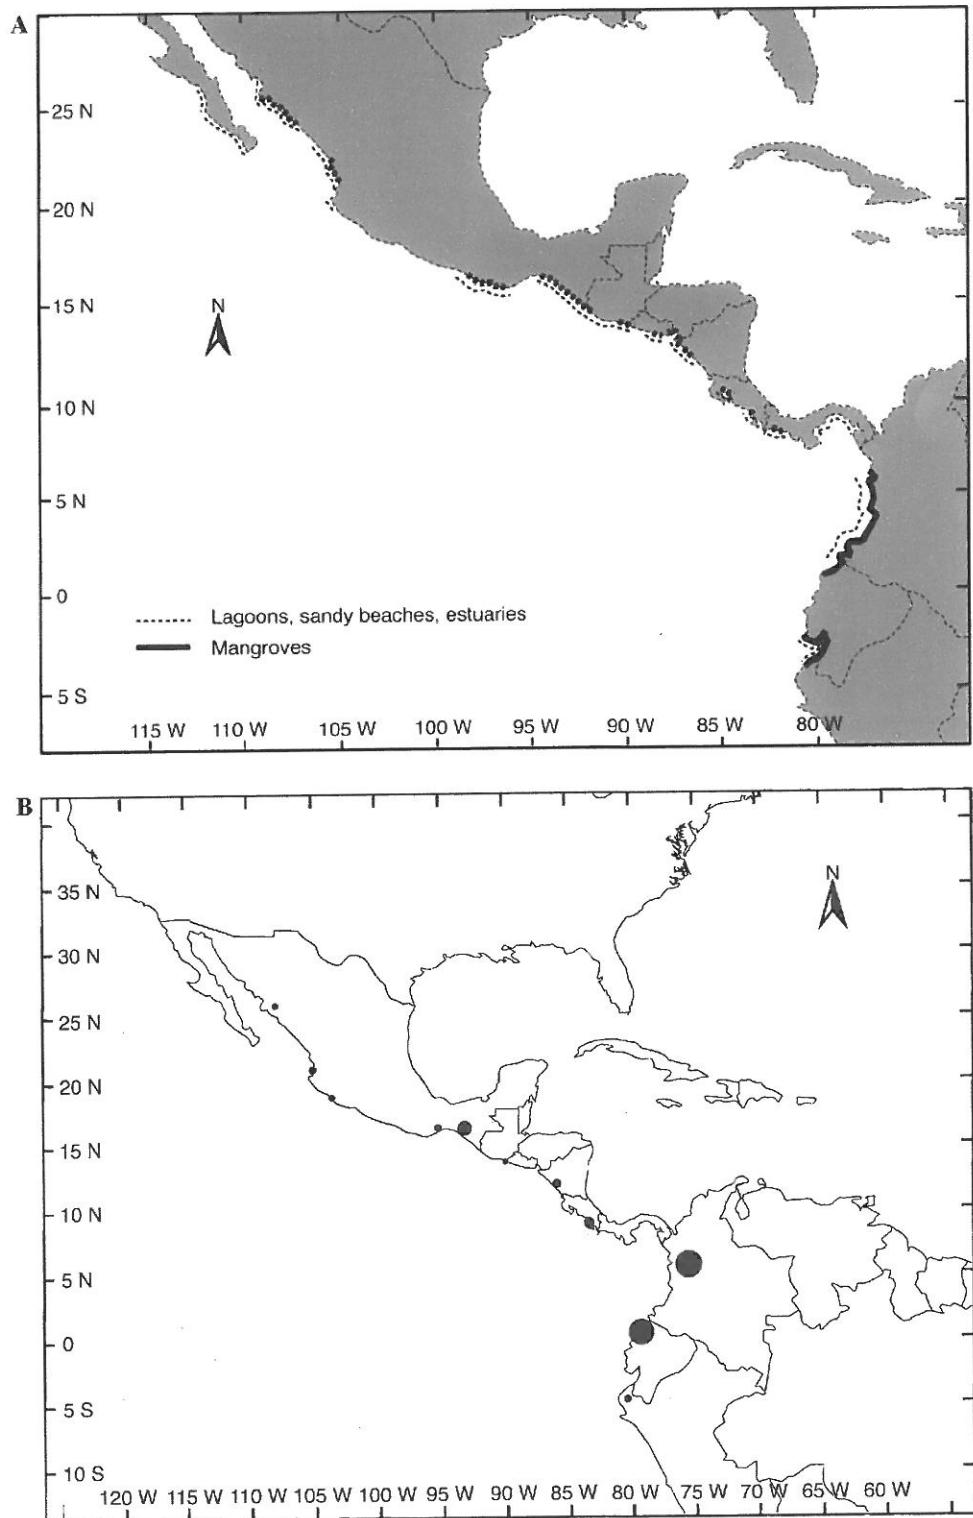 A
25 N
20 N
15 N
N
10 N
5 N
0
Lagoons, sandy beaches, estuaries
Mangroves
5 S
115 W 110 W 105 W 100 W 95 W 90 W 85 W 80 W
B
N
35 N
30 N
25 N
20 N
15 N
10 N
5 N
0
5 S
10 S
120 W 115 W 110 W 105 W 100 W 95 W 90 W 85 W 80 W 75 W 70 W 65 W 60 W